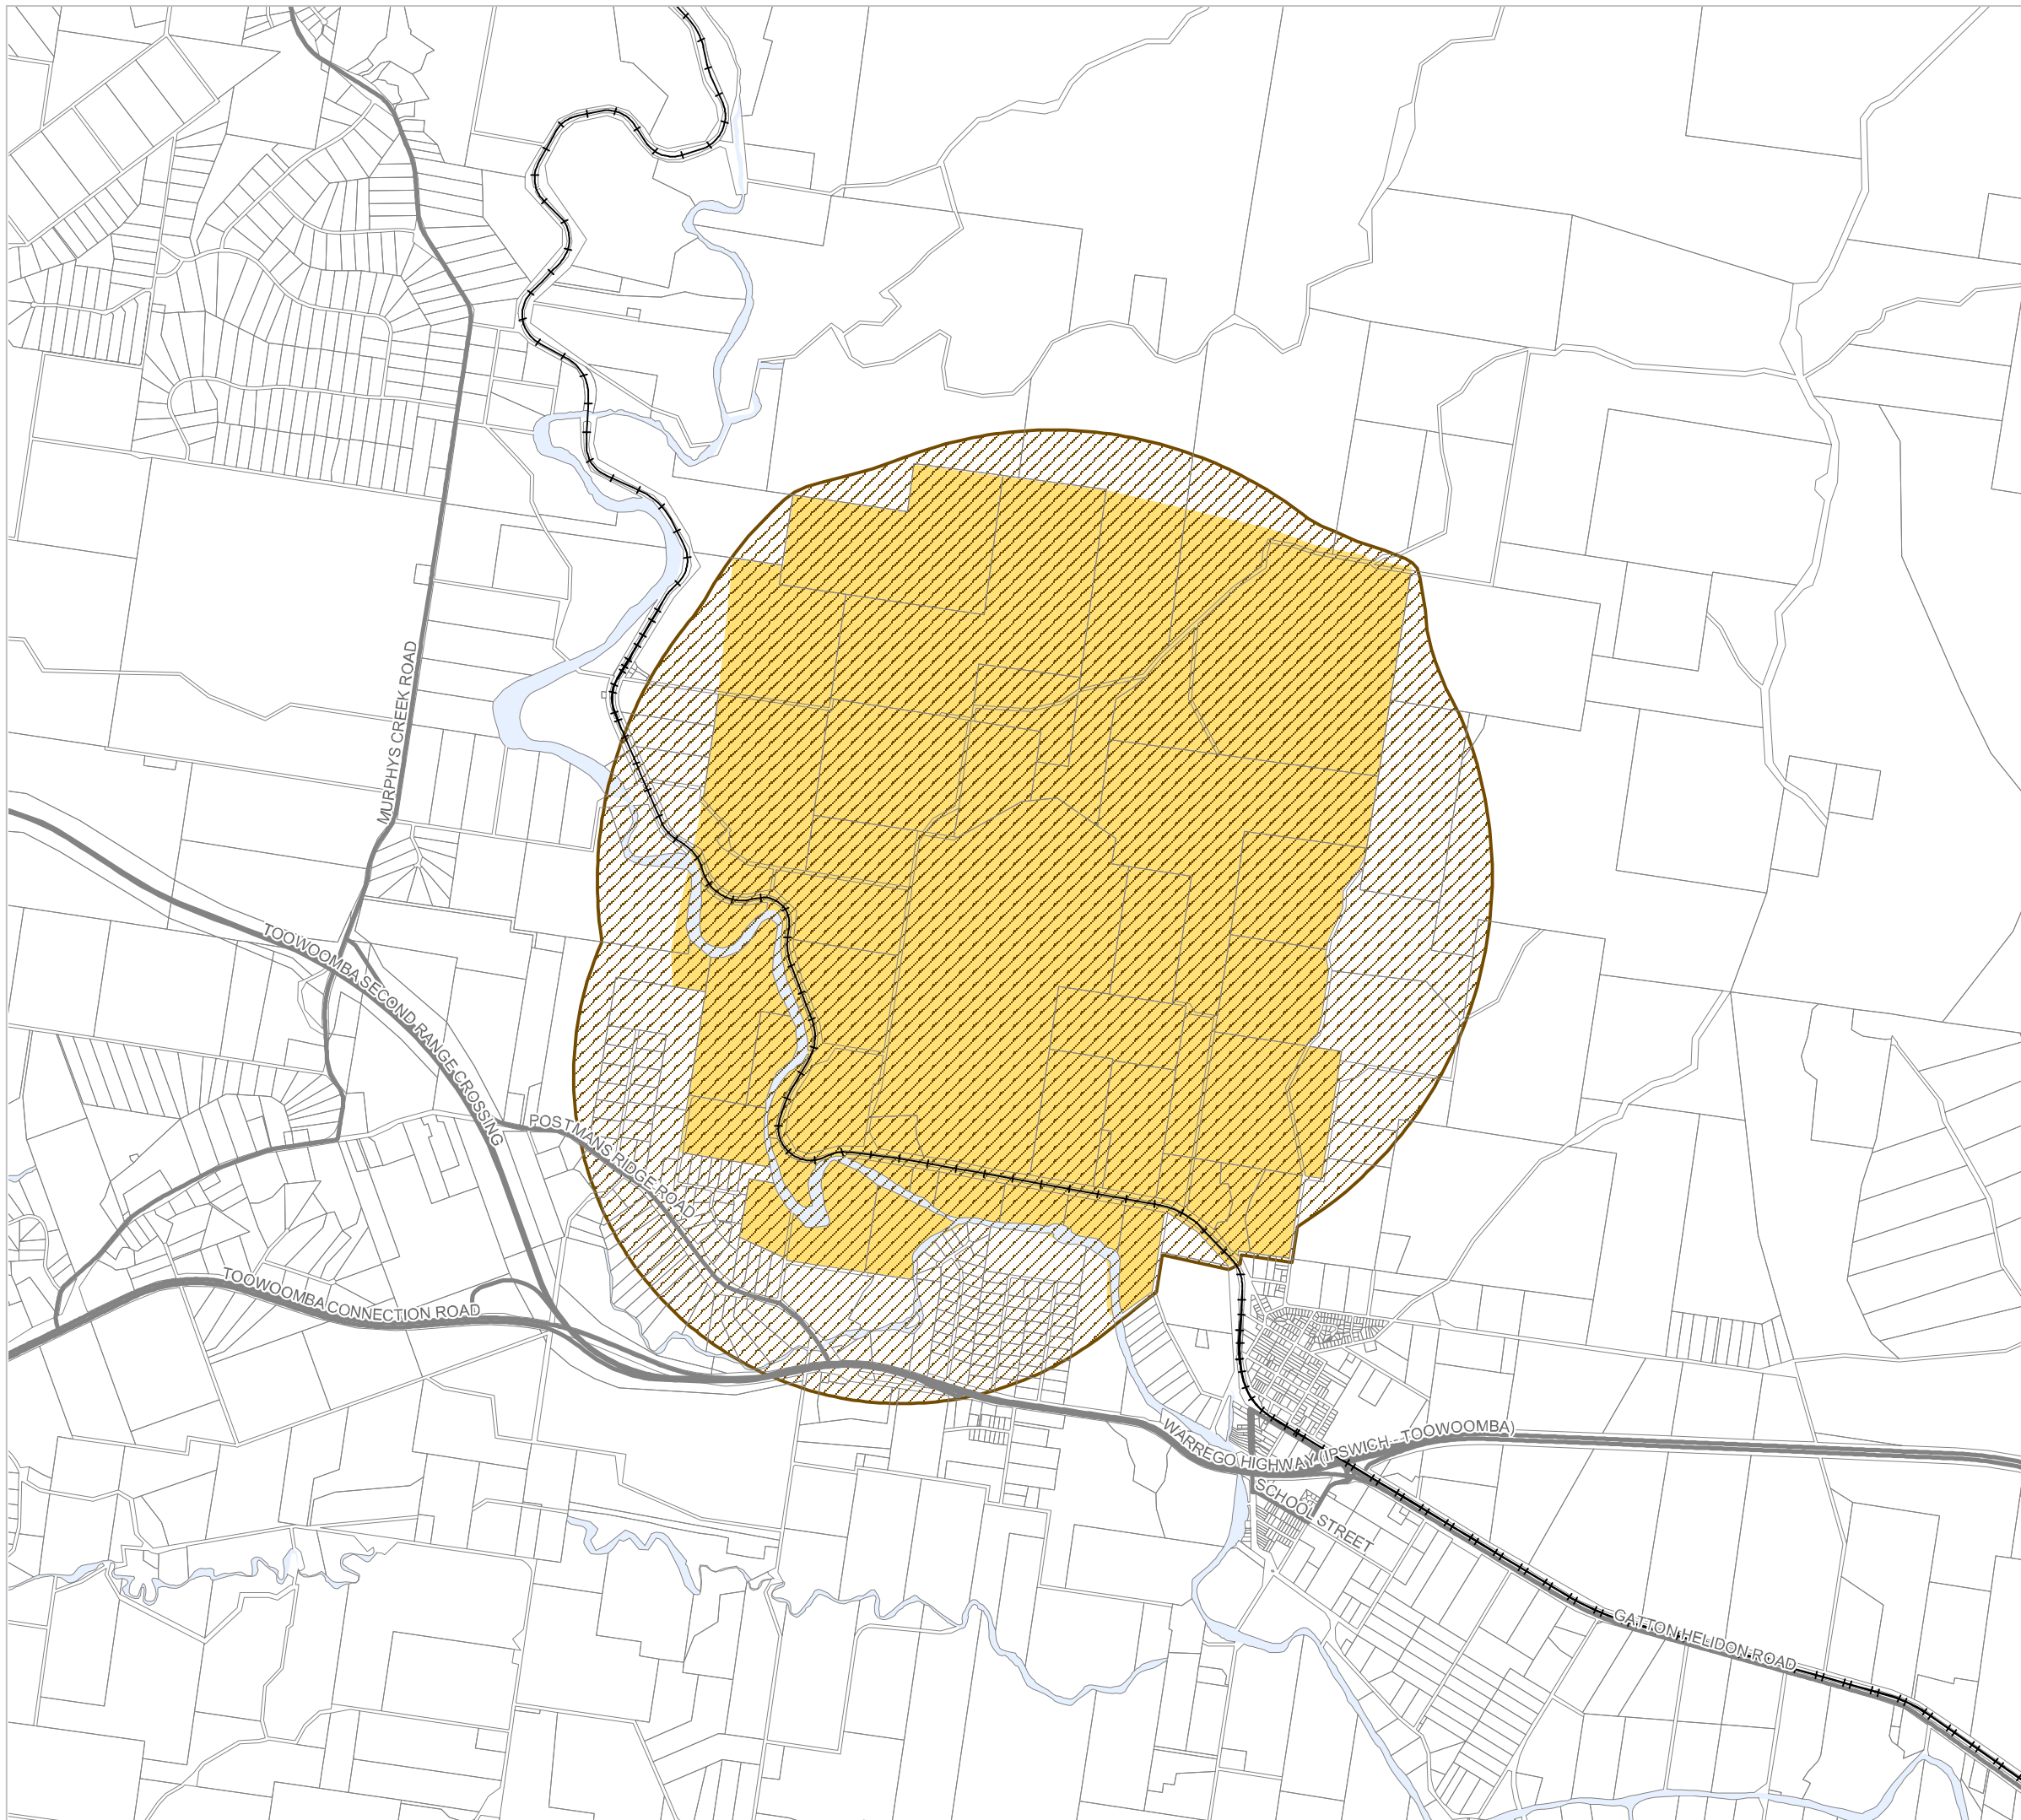 MURPHYS CREEK ROAD
TOOWOOMBA SECOND RANGE CROSSING
POSTMANS RIDGE ROAD
TOOWOOMBA CONNECTION ROAD
WARREGO HIGHWAY (IPSWICH - TOOWOOMBA)
SCHOOL STREET
GATTON HELIDON ROAD